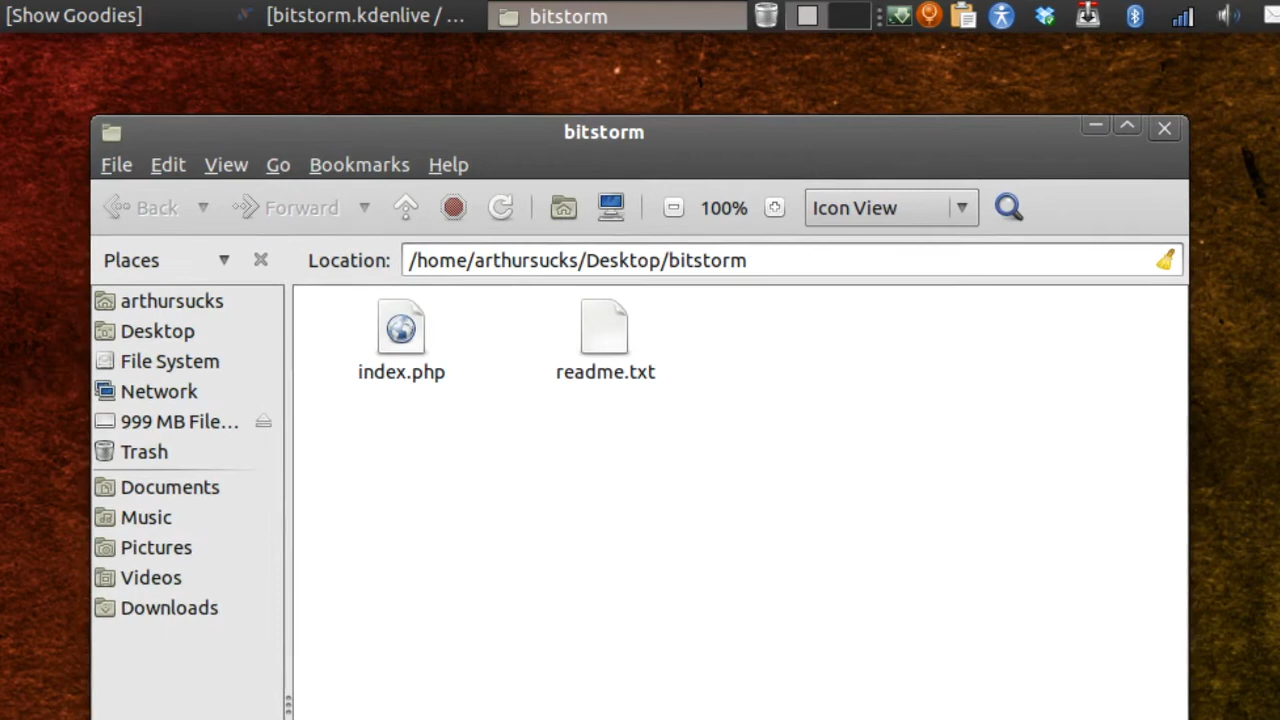 [Show Goodies]
[bitstorm.kdenlive / ...
bitstorm
bitstorm
File Edit View Go Bookmarks Help
Back Forward 100% Icon View
Places Location: /home/arthursucks/Desktop/bitstorm
arthursucks
Desktop
File System
Network
999 MB File...
Trash
Documents
Music
Pictures
Videos
Downloads
index.php
readme.txt